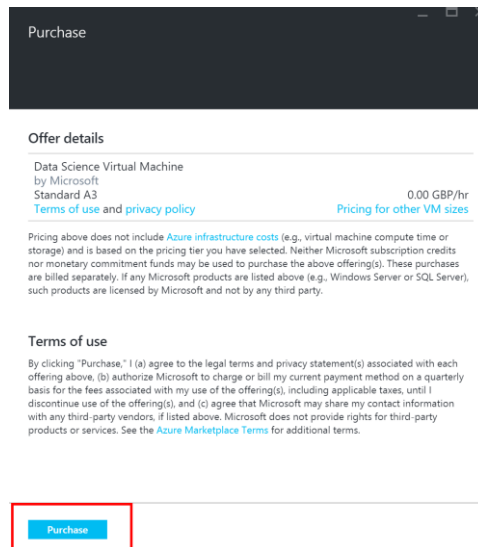 Purchase
Offer details
Data Science Virtual Machine
by Microsoft
Standard A3 0.00 GBP/hr
Terms of use and privacy policy Pricing for other VM sizes
Pricing above does not include Azure infrastructure costs (e.g., virtual machine compute time or
storage) and is based on the pricing tier you have selected. Neither Microsoft subscription credits
nor monetary commitment funds may be used to purchase the above offering(s). These purchases
are billed separately. If any Microsoft products are listed above (e.g., Windows Server or SQL Server),
such products are licensed by Microsoft and not by any third party.
Terms of use
By clicking "Purchase," I (a) agree to the legal terms and privacy statement(s) associated with each
offering above, (b) authorize Microsoft to charge or bill my current payment method on a quarterly
basis for the fees associated with my use of the offering(s), including applicable taxes, until I
discontinue use of the offering(s), and (c) agree that Microsoft may share my contact information
with any third-party vendors, if listed above. Microsoft does not provide rights for third-party
products or services. See the Azure Marketplace Terms for additional terms.
Purchase